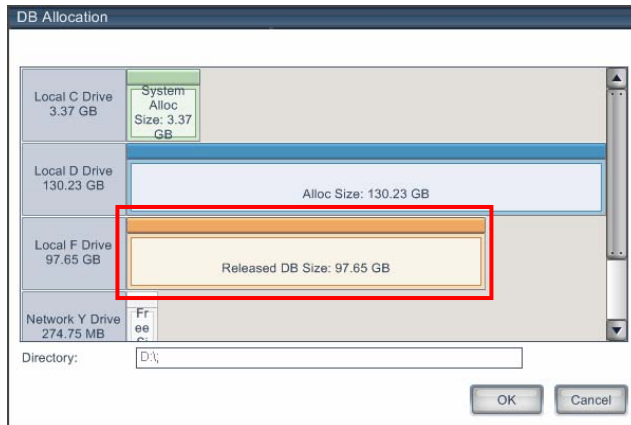 DB Allocation
Local C Drive
3.37 GB
System
Alloc
Size: 3.37
GB
Local D Drive
130.23 GB
Alloc Size: 130.23 GB
Local F Drive
97.65 GB
Released DB Size: 97.65 GB
Network Y Drive
274.75 MB
Fr
ee
Directory:
D:\;
OK
Cancel